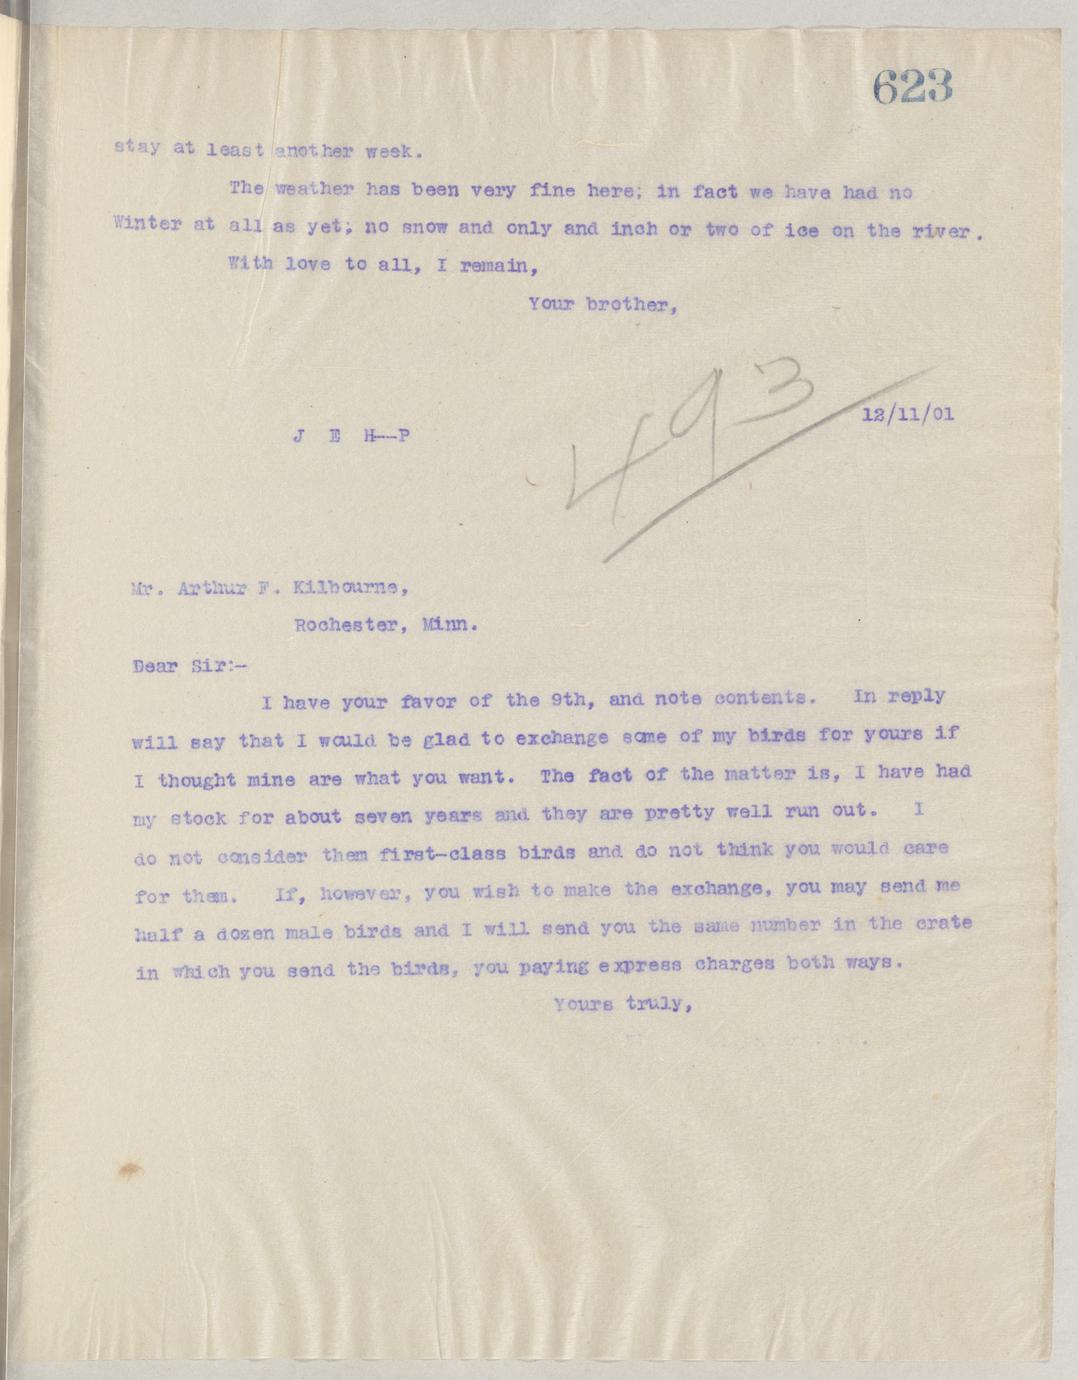 623
stay at least another week.
The weather has been very fine here; in fact we have had no
Winter at all as yet; no snow and only and inch or two of ice on the river.
With love to all, I remain,
Your brother,
493
12/11/01
J E H--P
Mr. Arthur F. Kilbourne,
Rochester, Minn.
Dear Sir:-
I have your favor of the 9th, and note contents. In reply
will say that I would be glad to exchange some of my birds for yours if
I thought mine are what you want. The fact of the matter is, I have had
my stock for about seven years and they are pretty well run out. I
do not consider them first-class birds and do not think you would care
for them. If, however, you wish to make the exchange, you may send me
half a dozen male birds and I will send you the same number in the crate
in which you send the birds, you paying express charges both ways.
Yours truly,